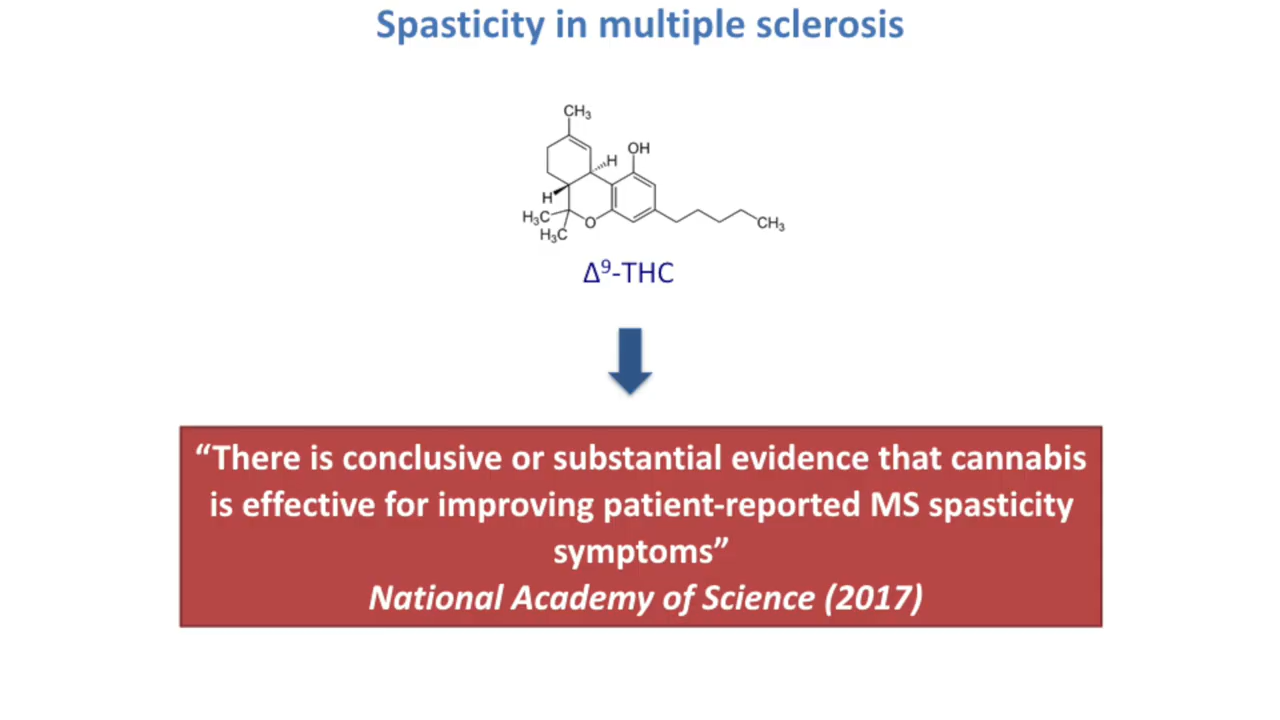 Spasticity in multiple sclerosis
CH₃
OH
H
H
H₃C
O
CH₃
H₃C
Δ⁹-THC
“There is conclusive or substantial evidence that cannabis
is effective for improving patient-reported MS spasticity
symptoms”
National Academy of Science (2017)